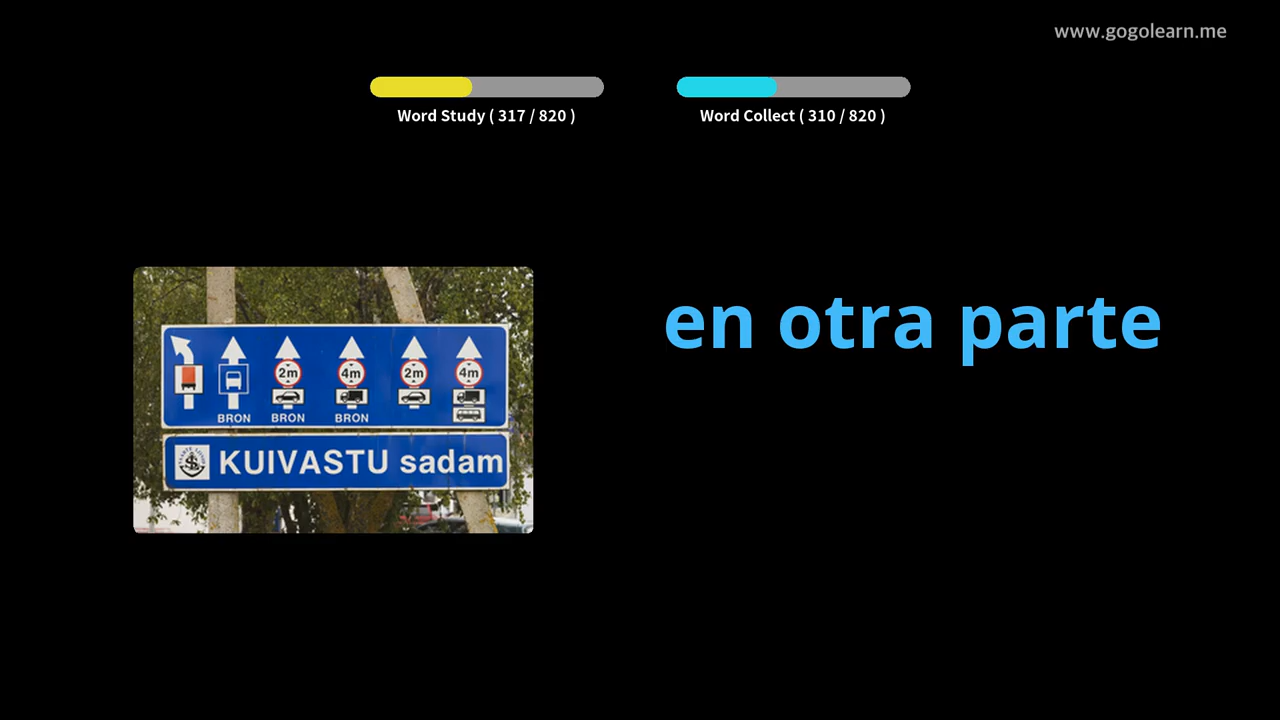 www.gogolearn.me
Word Study ( 317 / 820 )
Word Collect ( 310 / 820 )
en otra parte
2m 4m 2m 4m
BRON BRON BRON
KUIVASTU sadam